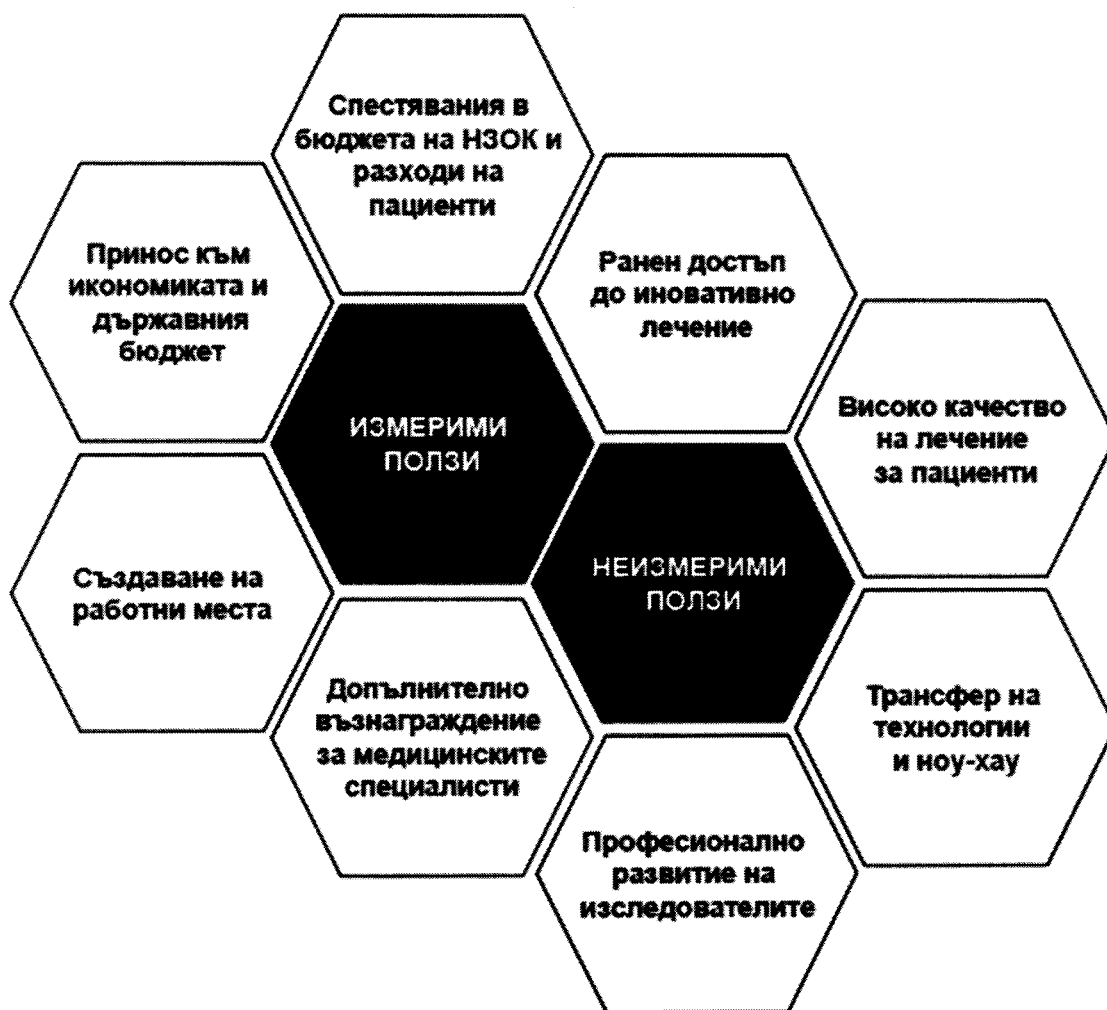 Спестявания в
бюджета на НЗОК и
разходи на
пациенти
Принос към
икономиката и
държавния
бюджет
Ранен достъп
до иновативно
лечение
ИЗМЕРИМИ
ПОЛЗИ
Високо качество
на лечение
за пациенти
НЕИЗМЕРИМИ
ПОЛЗИ
Създаване на
работни места
Допълнително
възнаграждение
за медицинските
специалисти
Трансфер на
технологии
и ноу-хау
Професионално
развитие на
изследователите